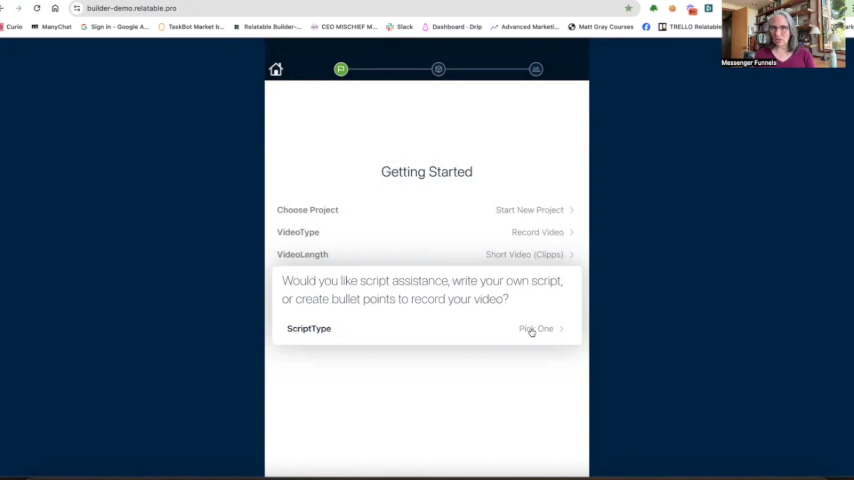 builder-demo.relatable.pro
Curio
ManyChat
Sign in - Google A...
TaskBot Market b...
Relatable Builder-...
CEO MISCHIEF M...
Slack
Dashboard · Drip
Advanced Marketi...
Matt Gray Courses
TRELLO Relatable
Messenger Funnels
Getting Started
Choose Project Start New Project
VideoType Record Video
VideoLength Short Video (Clipps)
Would you like script assistance, write your own script,
or create bullet points to record your video?
ScriptType Pick One